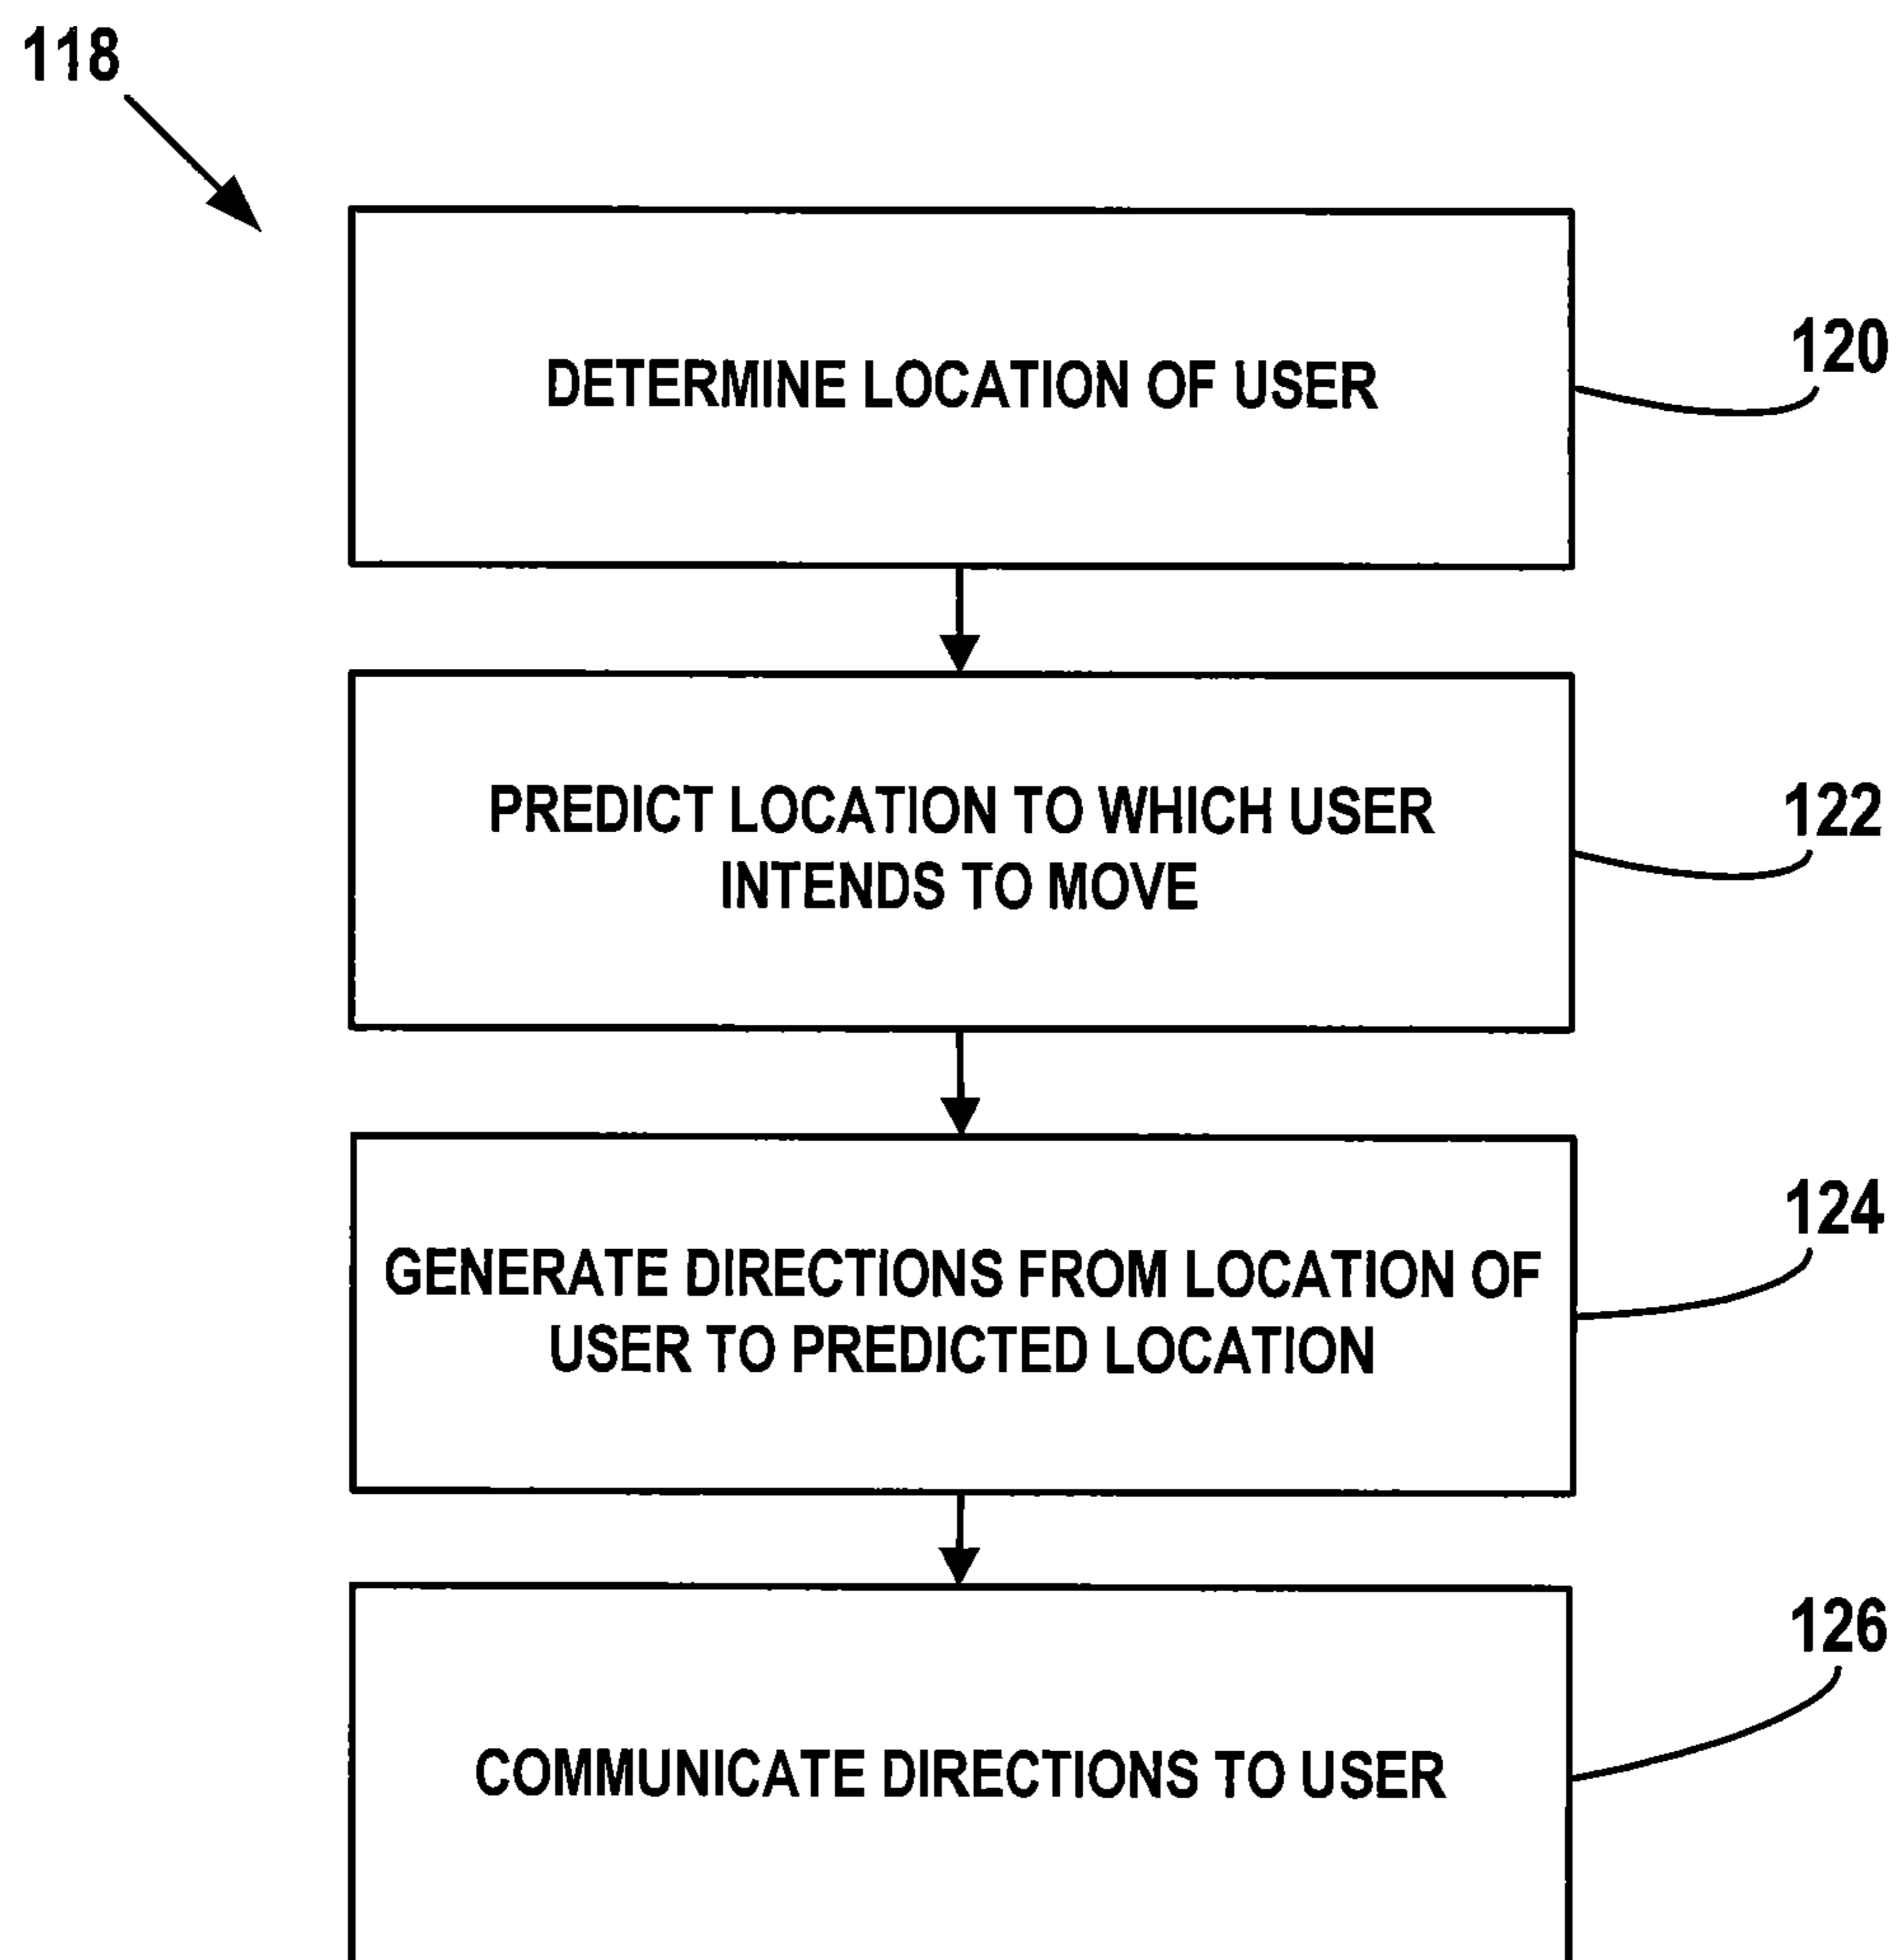 118
DETERMINE LOCATION OF USER
120
PREDICT LOCATION TO WHICH USER
INTENDS TO MOVE
122
GENERATE DIRECTIONS FROM LOCATION OF
USER TO PREDICTED LOCATION
124
COMMUNICATE DIRECTIONS TO USER
126